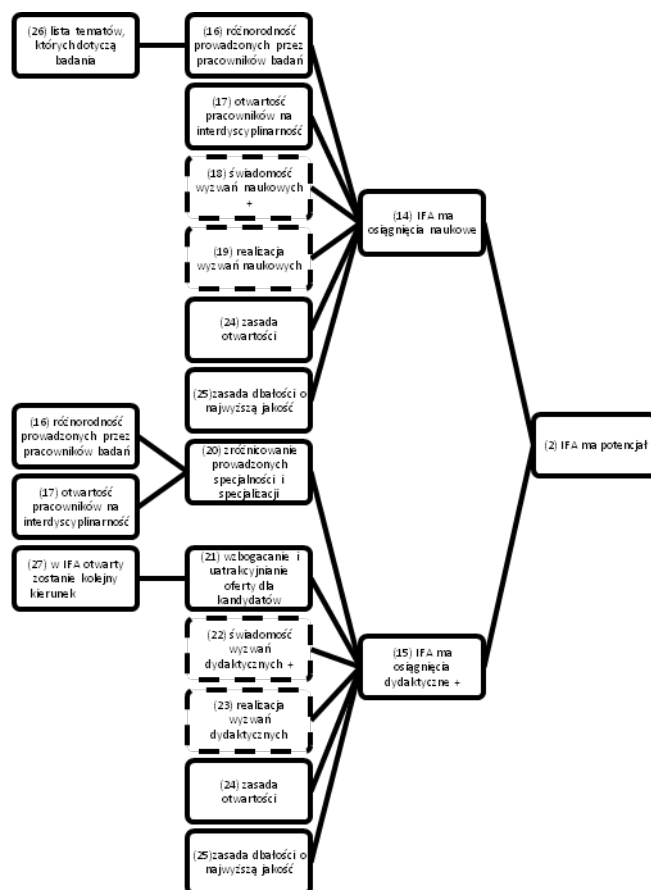 (26) lista tematów,
których dotyczą
badania
(16) różnorodność
prowadzonych przez
pracowników badań
(17) otwartość
pracowników na
interdyscyplinarność
(18) świadomość
wyzwań naukowych
+
(19) realizacja
wyzwań naukowych
(24) zasada
otwartości
(25)zasada dbałości o
najwyższą jakość
(14) IFA ma
osiągnięcia naukowe
(16) różnorodność
prowadzonych przez
pracowników badań
(17) otwartość
pracowników na
interdyscyplinarność
(20) zróżnicowanie
prowadzonych
specjalności i
specjalizacji
(27) w IFA otwarty
zostanie kolejny
kierunek
(21) wzbogacanie i
uatrakcyjnianie
oferty dla
kandydatów
(22) świadomość
wyzwań
dydaktycznych +
(23) realizacja
wyzwań
dydaktycznych
(24) zasada
otwartości
(25)zasada dbałości o
najwyższą jakość
(15) IFA ma
osiągnięcia
dydaktyczne +
(2) IFA ma potencjał